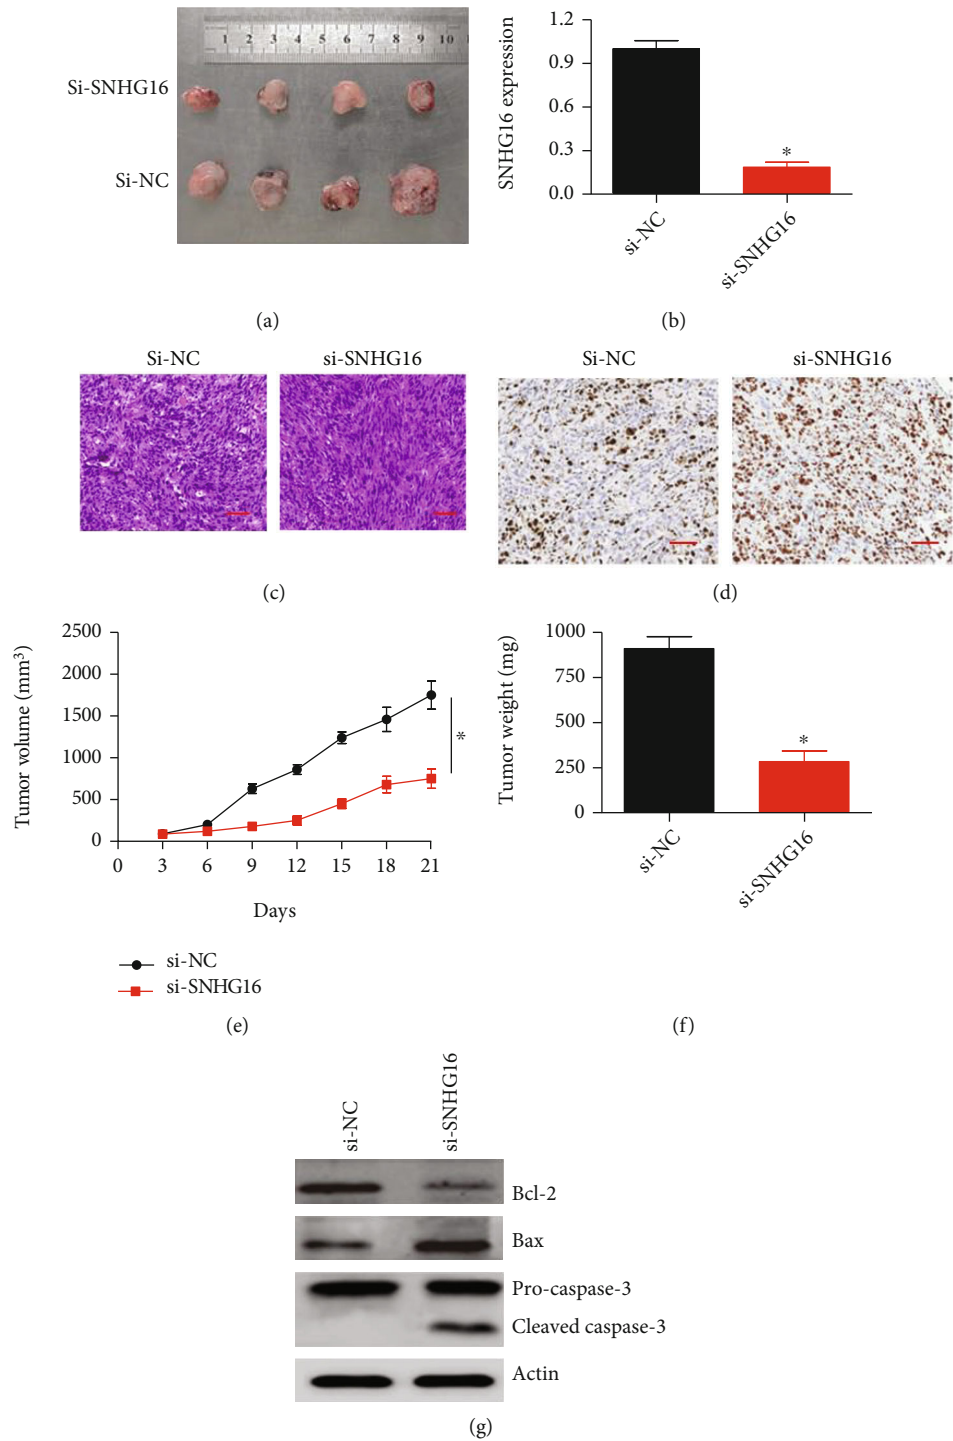 1 2 3 4 5 6 7 8 9 10
Si-SNHG16
Si-NC
(a)
SNHG16 expression
1.2
0.9
0.6
0.3
0.0
*
si-NC
si-SNHG16
(b)
Si-NC
si-SNHG16
(c)
Si-NC
si-SNHG16
(d)
Tumor volume (mm³)
2500
2000
1500
1000
500
0
0 3 6 9 12 15 18 21
Days
*
si-NC
si-SNHG16
(e)
Tumor weight (mg)
1000
750
500
250
0
*
si-NC
si-SNHG16
(f)
si-NC
si-SNHG16
Bcl-2
Bax
Pro-caspase-3
Cleaved caspase-3
Actin
(g)